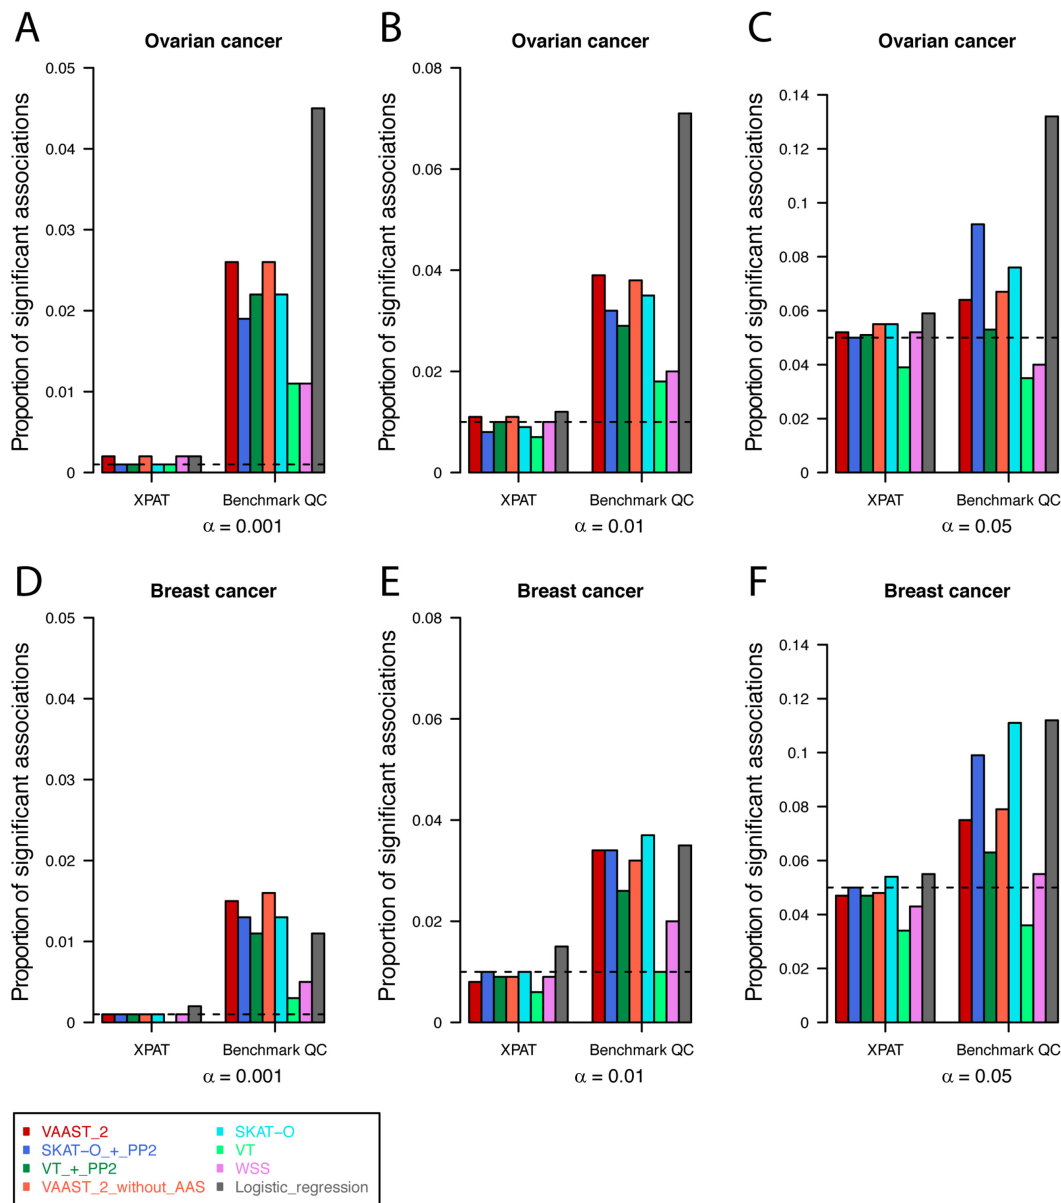 A
Ovarian cancer
Proportion of significant associations
0.05
0.04
0.03
0.02
0.01
0
XPAT
Benchmark QC
α = 0.001
B
Ovarian cancer
Proportion of significant associations
0.08
0.06
0.04
0.02
0
XPAT
Benchmark QC
α = 0.01
C
Ovarian cancer
Proportion of significant associations
0.14
0.12
0.1
0.08
0.06
0.04
0.02
0
XPAT
Benchmark QC
α = 0.05
D
Breast cancer
Proportion of significant associations
0.05
0.04
0.03
0.02
0.01
0
XPAT
Benchmark QC
α = 0.001
E
Breast cancer
Proportion of significant associations
0.08
0.06
0.04
0.02
0
XPAT
Benchmark QC
α = 0.01
F
Breast cancer
Proportion of significant associations
0.14
0.12
0.1
0.08
0.06
0.04
0.02
0
XPAT
Benchmark QC
α = 0.05
VAAST_2
SKAT-O_+_PP2
VT_+_PP2
VAAST_2_without_AAS
SKAT-O
VT
WSS
Logistic_regression